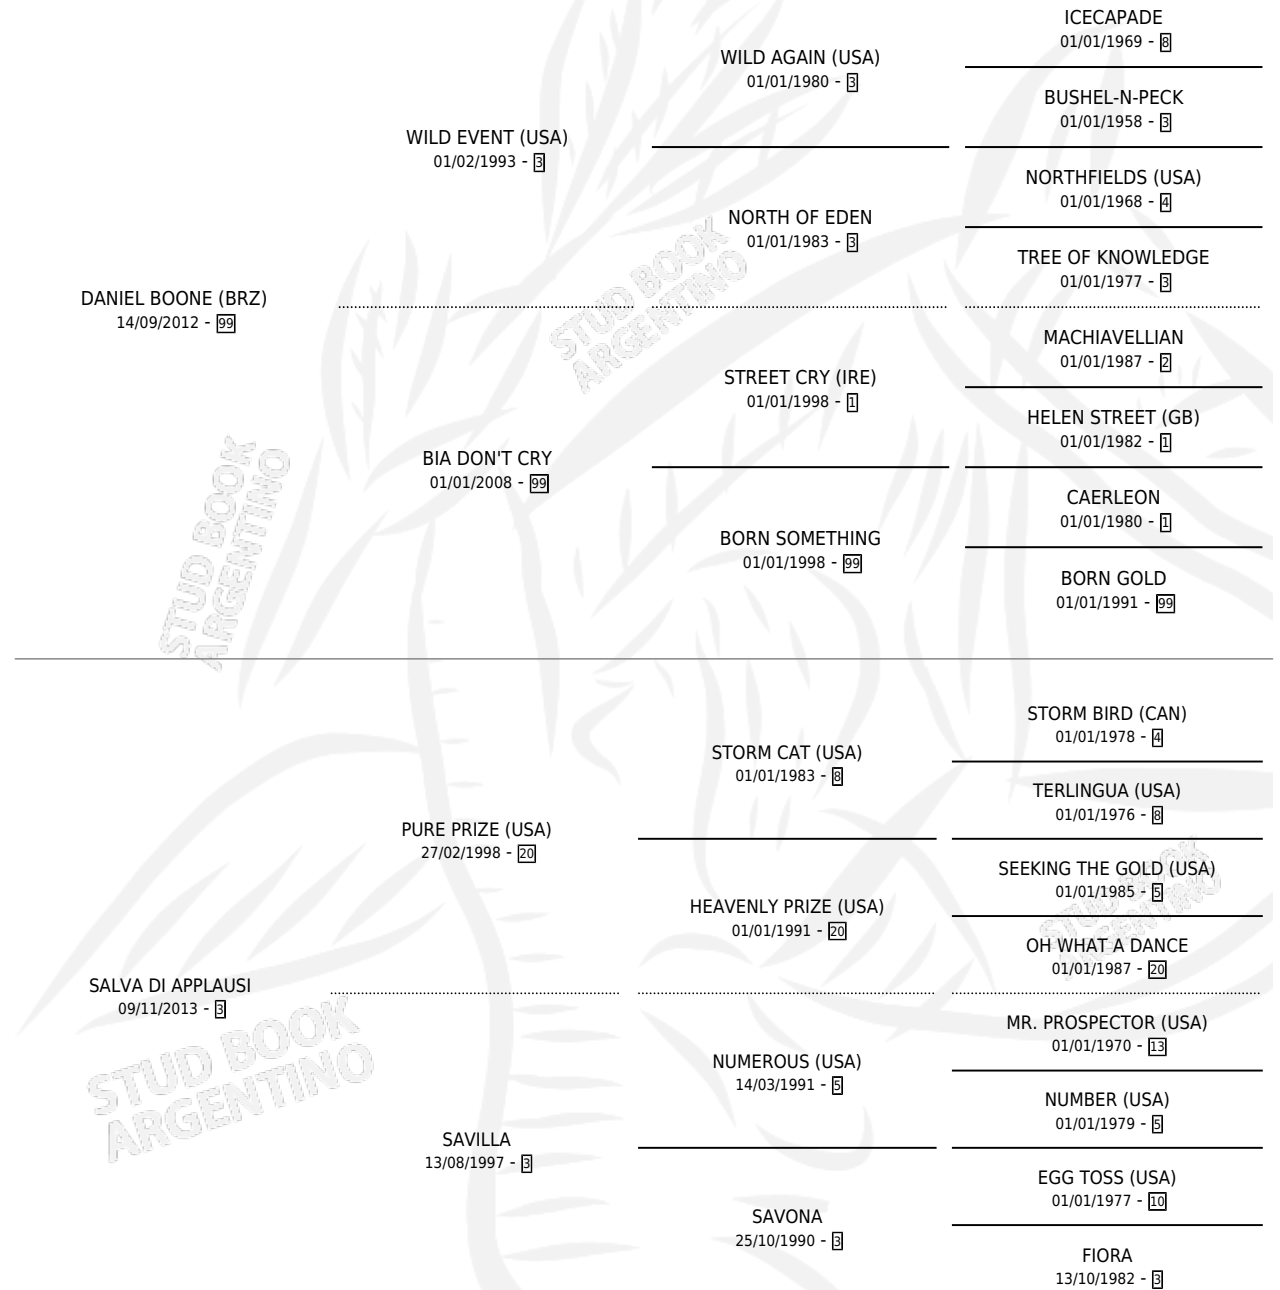 ICECAPADE
01/01/1969 - 8
WILD AGAIN (USA)
01/01/1980 - 3
BUSHEL-N-PECK
01/01/1958 - 3
WILD EVENT (USA)
01/02/1993 - 3
NORTHFIELDS (USA)
01/01/1968 - 4
NORTH OF EDEN
01/01/1983 - 3
TREE OF KNOWLEDGE
01/01/1977 - 3
DANIEL BOONE (BRZ)
14/09/2012 - 99
STUD BOOK
ARGENTINO
MACHIAVELLIAN
01/01/1987 - 2
STREET CRY (IRE)
01/01/1998 - 1
HELEN STREET (GB)
01/01/1982 - 1
BIA DON'T CRY
01/01/2008 - 99
CAERLEON
01/01/1980 - 1
BORN SOMETHING
01/01/1998 - 99
BORN GOLD
01/01/1991 - 99
STUD BOOK
ARGENTINO
STORM BIRD (CAN)
01/01/1978 - 4
STORM CAT (USA)
01/01/1983 - 8
TERLINGUA (USA)
01/01/1976 - 8
PURE PRIZE (USA)
27/02/1998 - 20
SEEKING THE GOLD (USA)
01/01/1985 - 5
HEAVENLY PRIZE (USA)
01/01/1991 - 20
STUD BOOK
ARGENTINO
OH WHAT A DANCE
01/01/1987 - 20
SALVA DI APPLAUSI
09/11/2013 - 3
STUD BOOK
ARGENTINO
MR. PROSPECTOR (USA)
01/01/1970 - 13
NUMEROUS (USA)
14/03/1991 - 5
NUMBER (USA)
01/01/1979 - 5
SAVILLA
13/08/1997 - 3
EGG TOSS (USA)
01/01/1977 - 10
SAVONA
25/10/1990 - 3
FIORA
13/10/1982 - 3